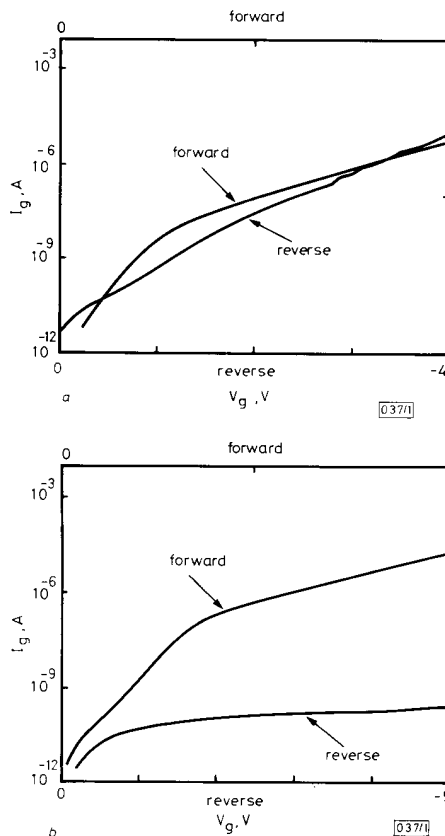 forward
0
10⁻³
10⁻⁶
10⁻⁹
10⁻¹²
I_g, A
forward
reverse
0
reverse
-4
a
V_g, V
037/1
forward
0
10⁻³
10⁻⁶
10⁻⁹
10⁻¹²
I_g, A
forward
reverse
0
reverse
b
V_g, V
037/1